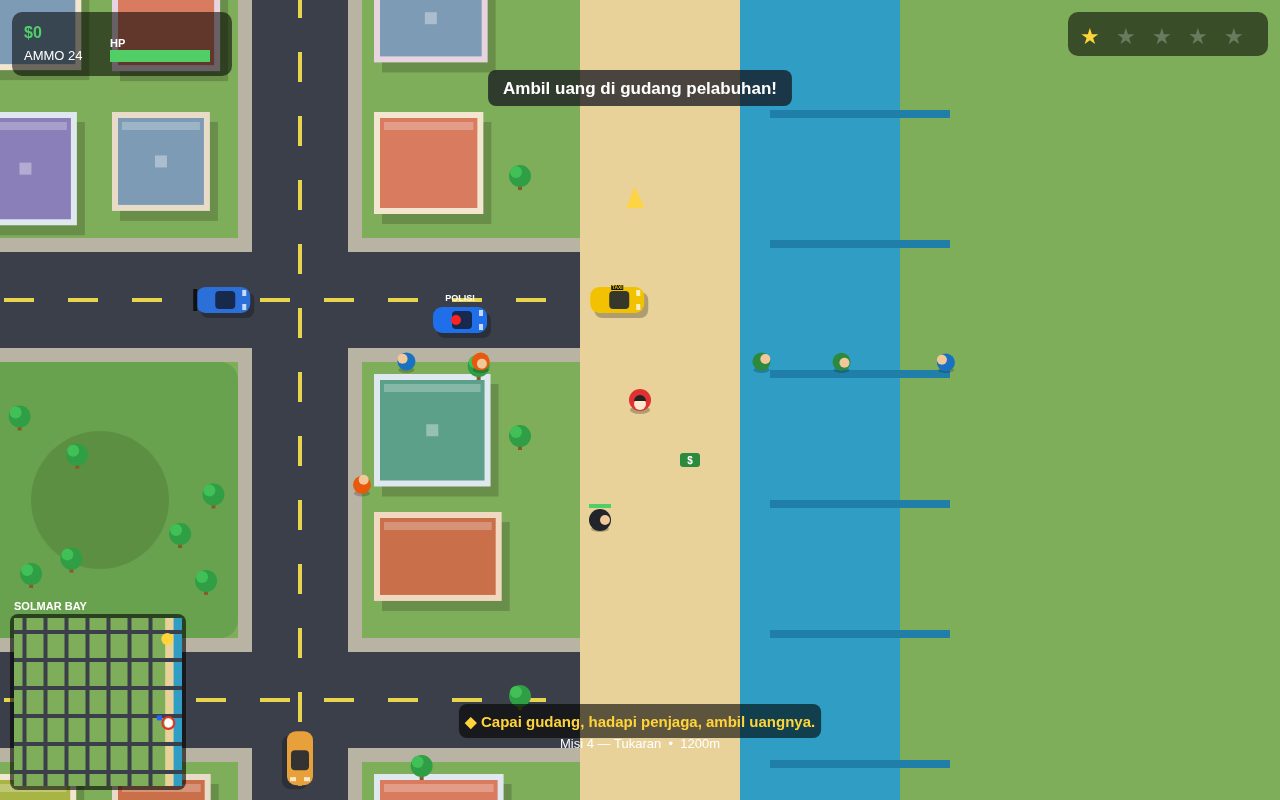 $0
HP
AMMO 24
Ambil uang di gudang pelabuhan!
TAXI
POLISI
$
SOLMAR BAY
◆ Capai gudang, hadapi penjaga, ambil uangnya.
Misi 4 — Tukaran • 1200m